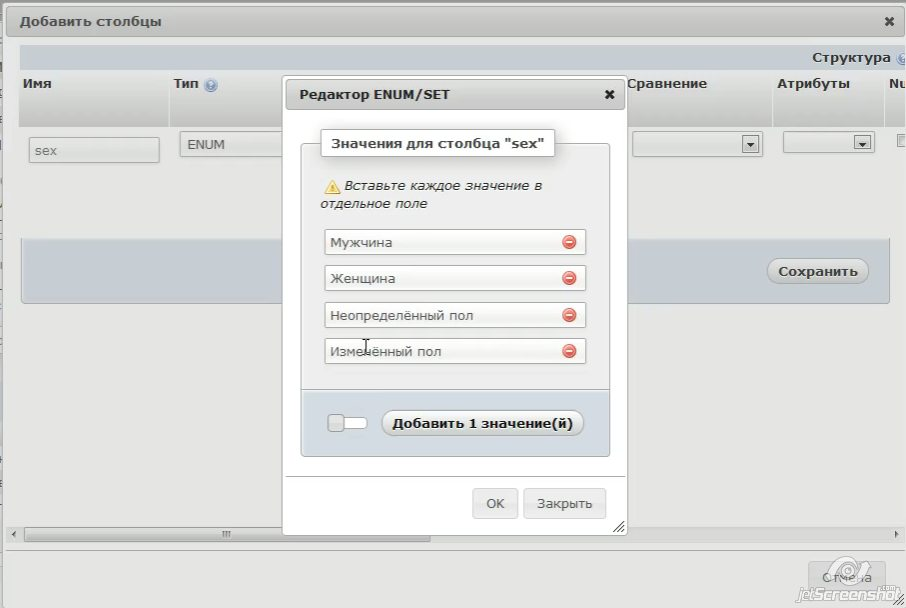 Добавить столбцы
Структура
Имя
Тип
Сравнение
Атрибуты
Nu
sex
ENUM
Редактор ENUM/SET
Значения для столбца "sex"
Вставьте каждое значение в
отдельное поле
Мужчина
Женщина
Неопределённый пол
Изменённый пол
Добавить 1 значение(й)
OK
Закрыть
Сохранить
Отмена
jetScreenshot.com